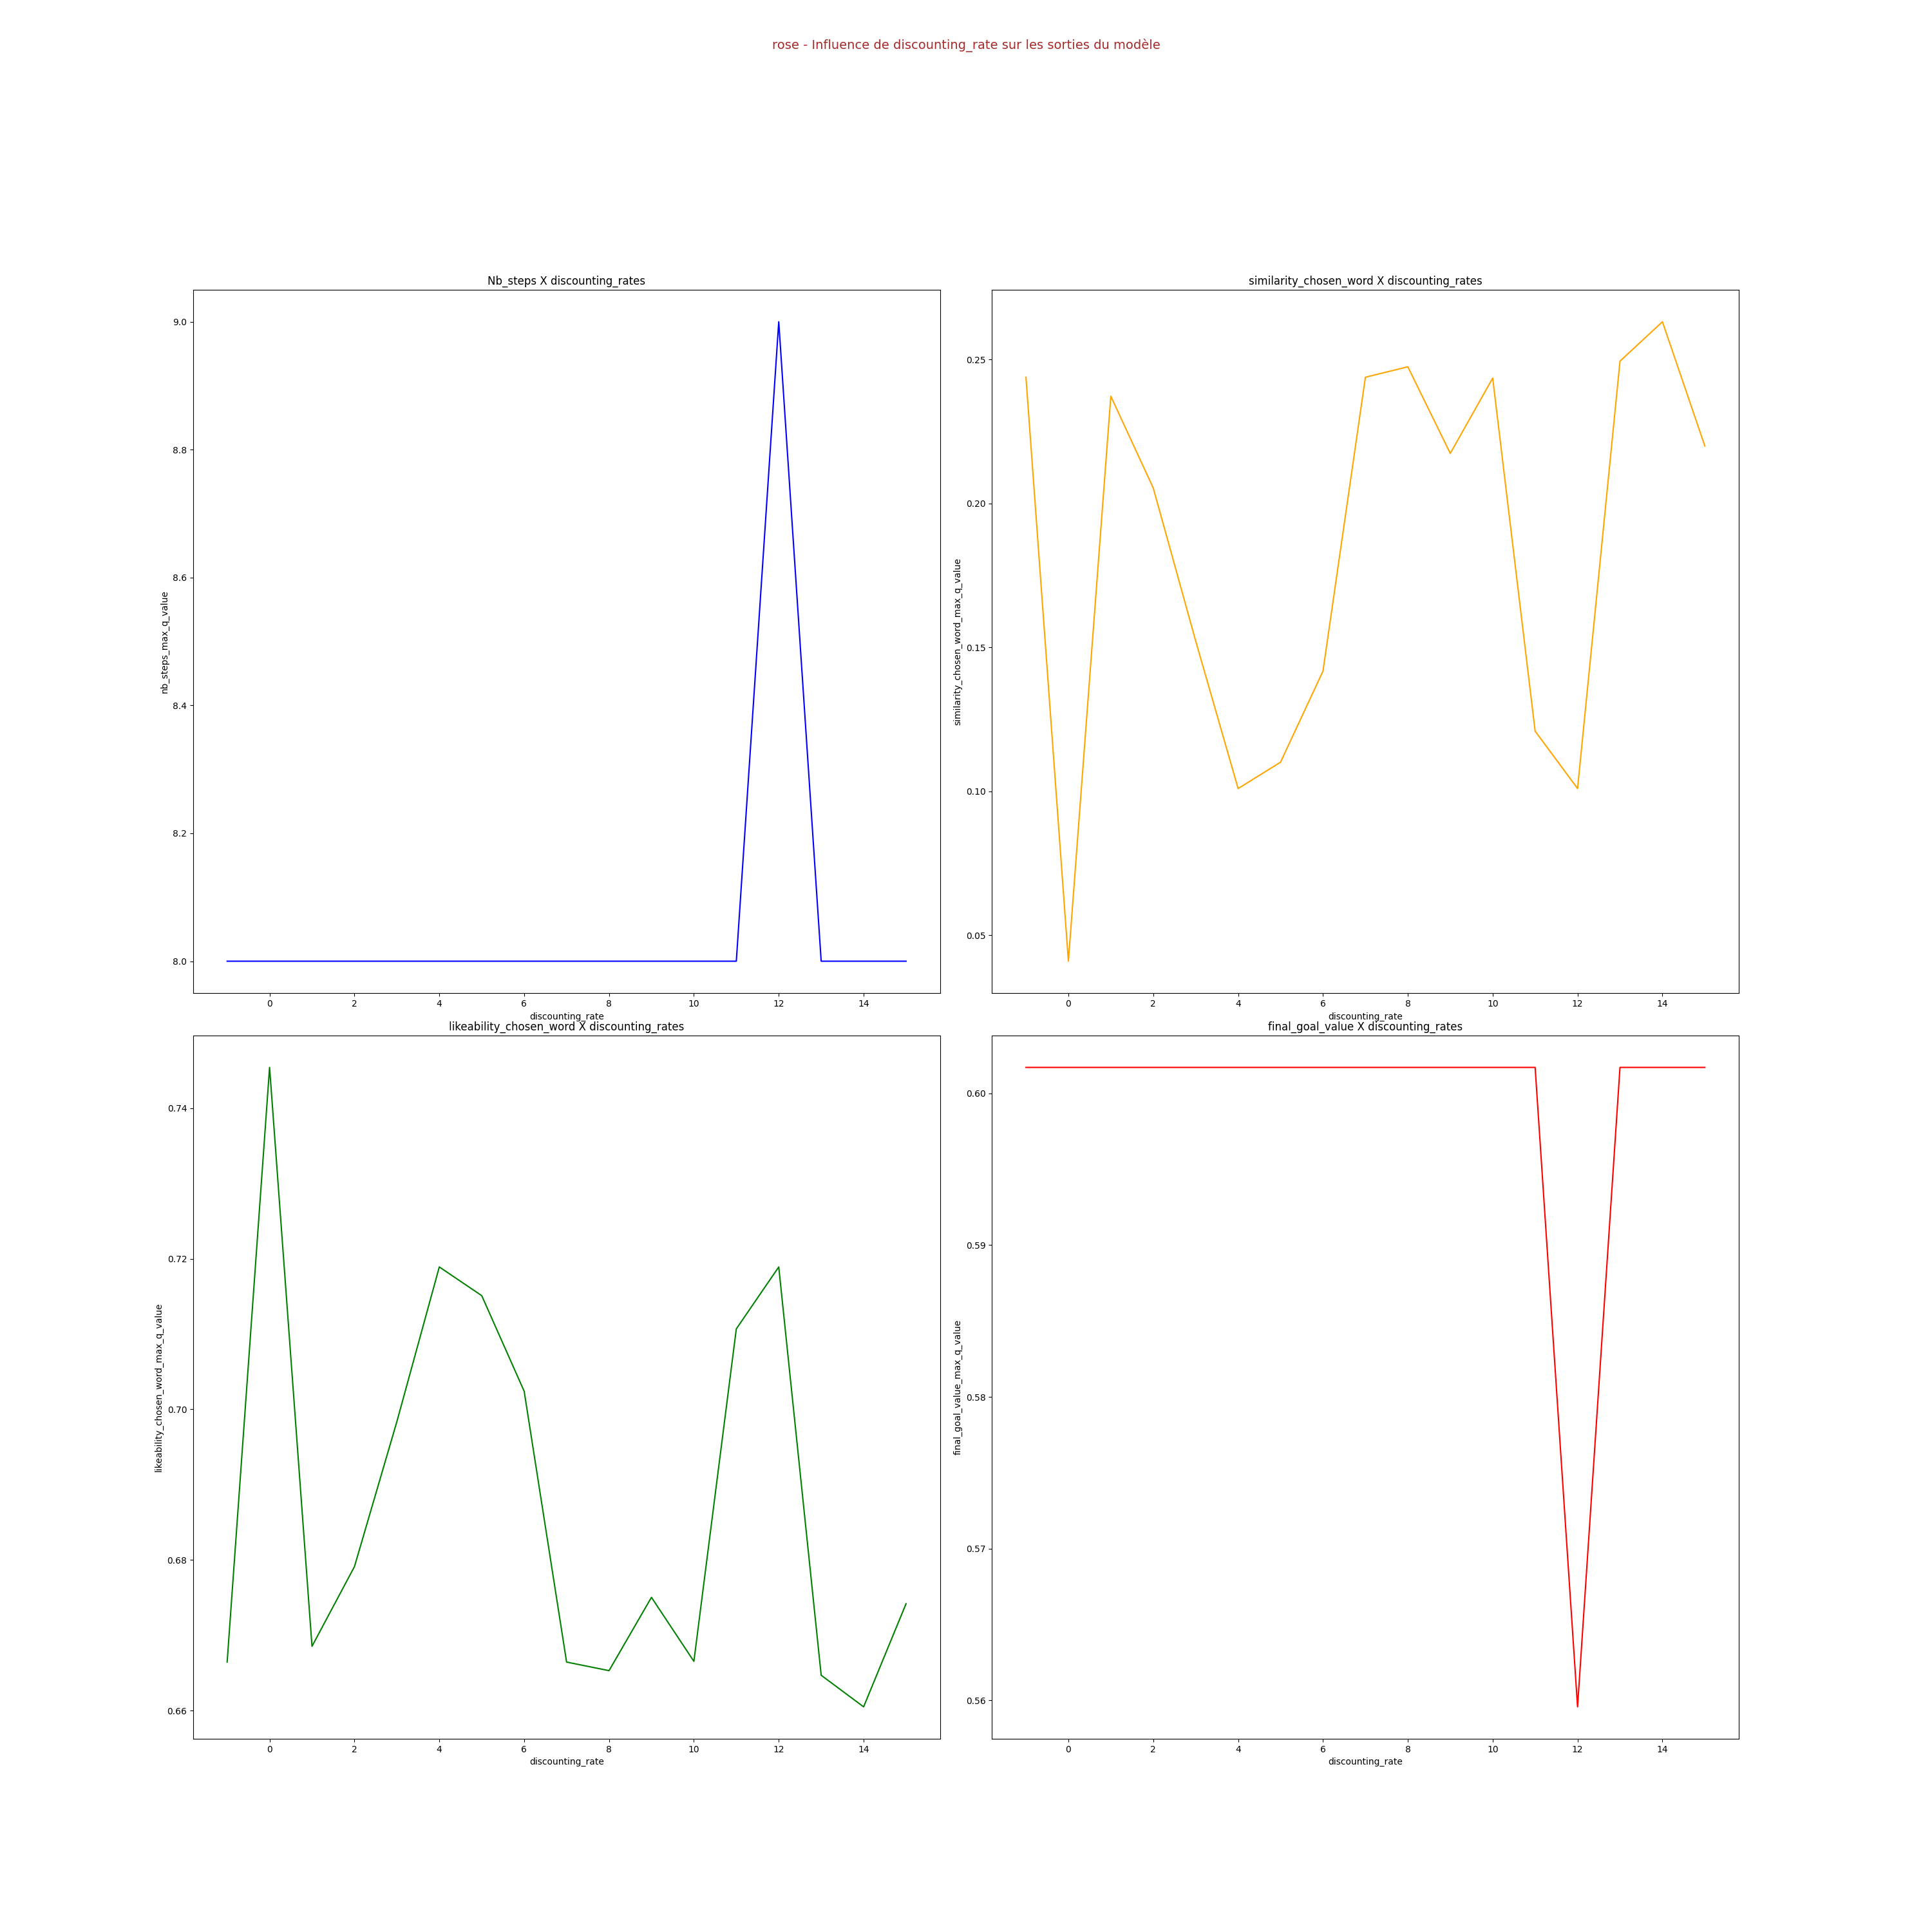 rose - Influence de discounting_rate sur les sorties du modèle
Nb_steps X discounting_rates
nb_steps_max_q_value
9.0
8.8
8.6
8.4
8.2
8.0
0 2 4 6 8 10 12 14
discounting_rate
similarity_chosen_word X discounting_rates
similarity_chosen_word_max_q_value
0.25
0.20
0.15
0.10
0.05
0 2 4 6 8 10 12 14
discounting_rate
likeability_chosen_word X discounting_rates
likeability_chosen_word_max_q_value
0.74
0.72
0.70
0.68
0.66
0 2 4 6 8 10 12 14
discounting_rate
final_goal_value X discounting_rates
final_goal_value_max_q_value
0.60
0.59
0.58
0.57
0.56
0 2 4 6 8 10 12 14
discounting_rate